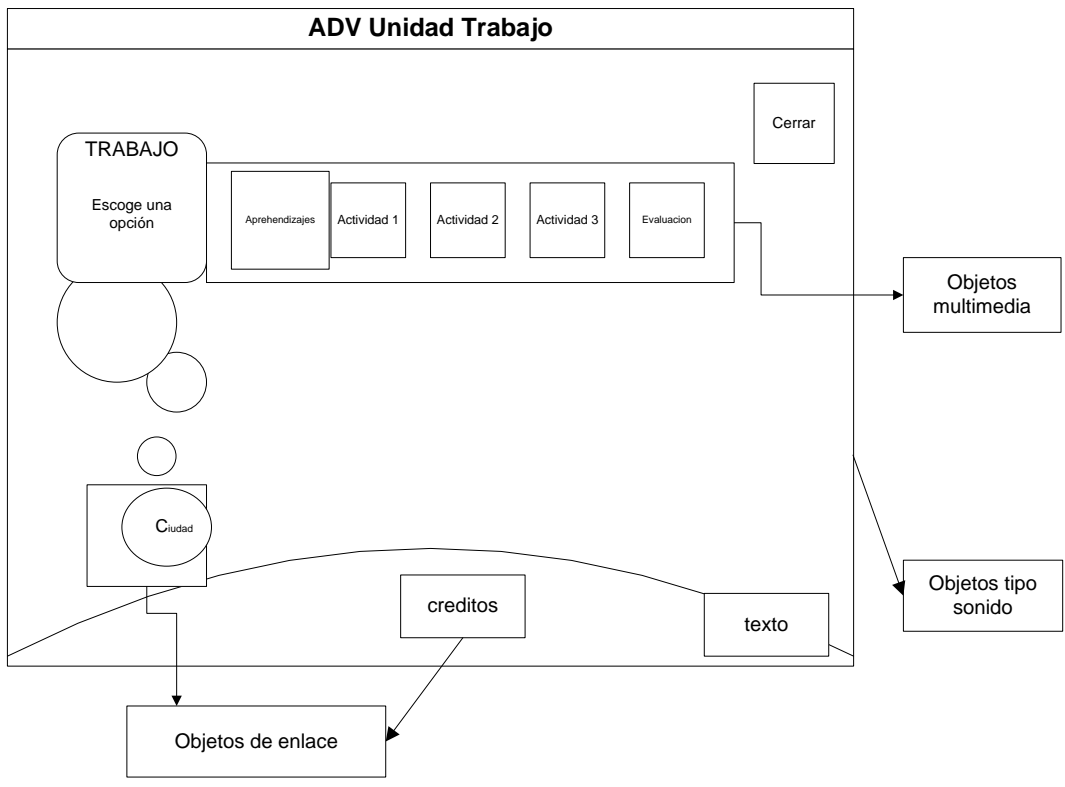 ADV Unidad Trabajo
Cerrar
TRABAJO
Escoge una
opción
Aprehendizajes
Actividad 1
Actividad 2
Actividad 3
Evaluacion
Objetos
multimedia
Ciudad
creditos
texto
Objetos tipo
sonido
Objetos de enlace